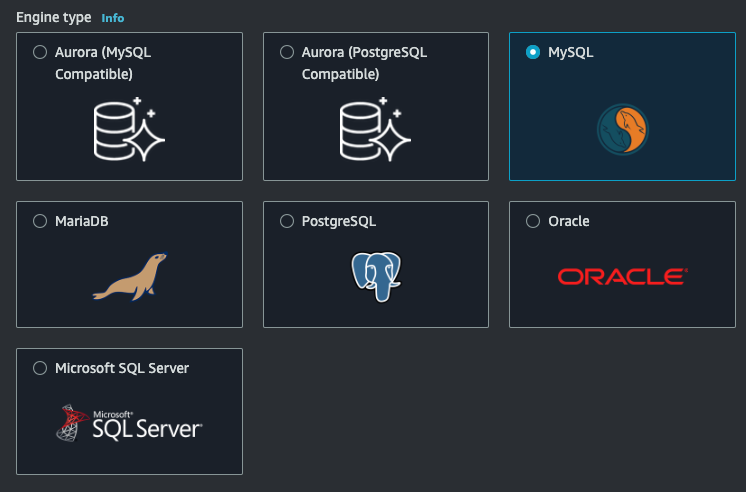 Engine type Info
Aurora (MySQL
Compatible)
Aurora (PostgreSQL
Compatible)
MySQL
MariaDB
PostgreSQL
Oracle
ORACLE®
Microsoft SQL Server
Microsoft®
SQL Server®